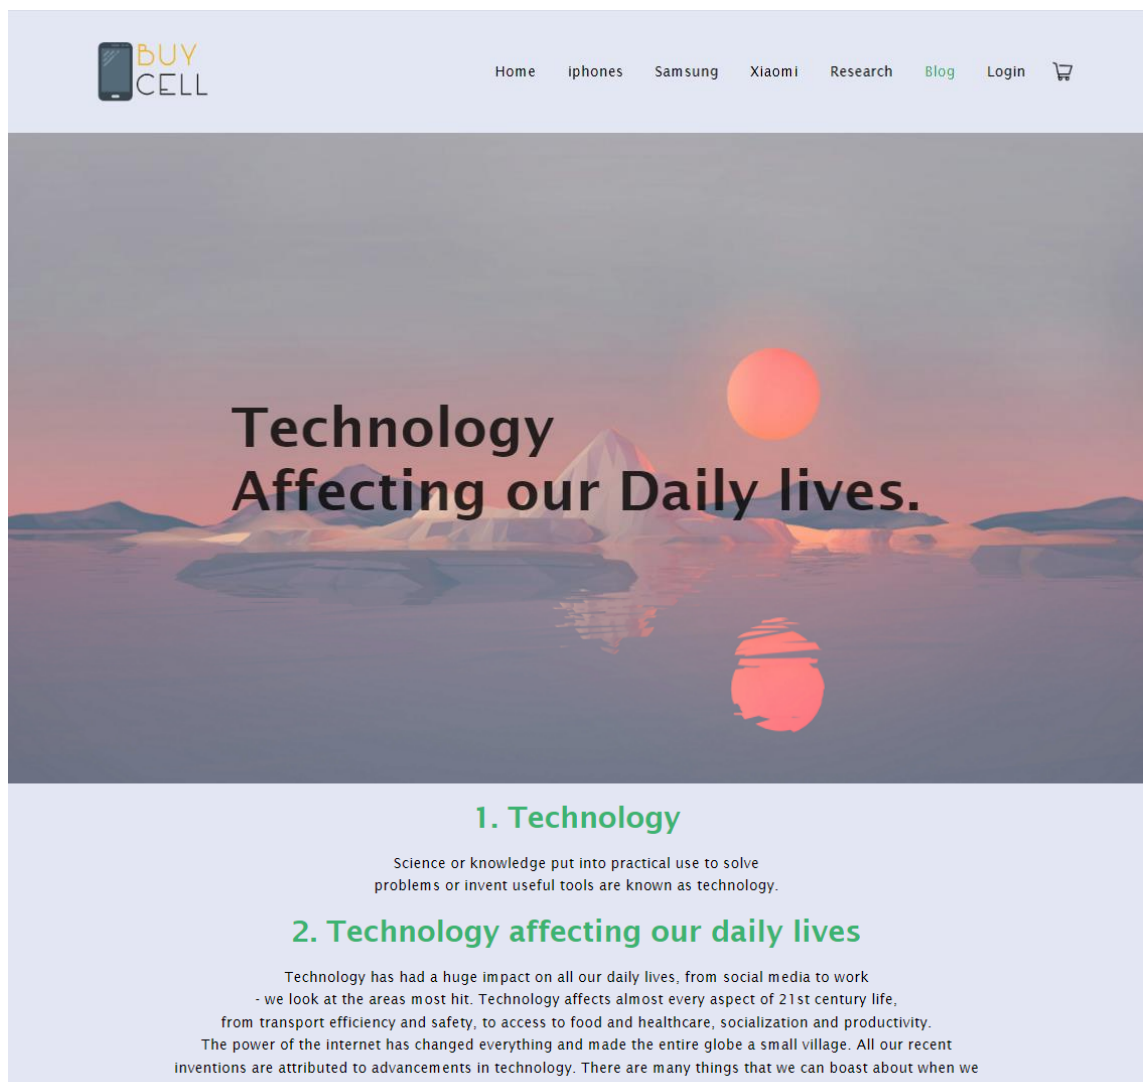 BUY
CELL
Home iphones Samsung Xiaomi Research Blog Login
Technology
Affecting our Daily lives.
1. Technology
Science or knowledge put into practical use to solve
problems or invent useful tools are known as technology.
2. Technology affecting our daily lives
Technology has had a huge impact on all our daily lives, from social media to work
- we look at the areas most hit. Technology affects almost every aspect of 21st century life,
from transport efficiency and safety, to access to food and healthcare, socialization and productivity.
The power of the internet has changed everything and made the entire globe a small village. All our recent
inventions are attributed to advancements in technology. There are many things that we can boast about when we